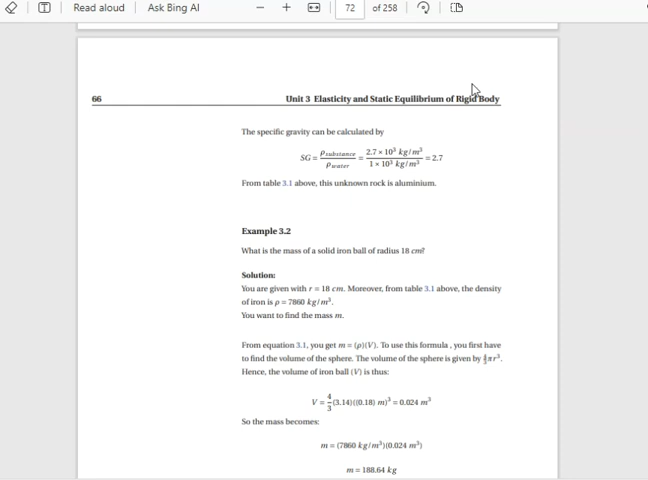 Read aloud Ask Bing AI − + 72 of 258
66 Unit 3 Elasticity and Static Equilibrium of Rigid Body
The specific gravity can be calculated by
SG = ρsubstance / ρwater = 2.7 × 10³ kg/m³ / 1 × 10³ kg/m³ = 2.7
From table 3.1 above, this unknown rock is aluminium.
Example 3.2
What is the mass of a solid iron ball of radius 18 cm?
Solution:
You are given with r = 18 cm. Moreover, from table 3.1 above, the density
of iron is ρ = 7860 kg/m³.
You want to find the mass m.
From equation 3.1, you get m = (ρ)(V). To use this formula , you first have
to find the volume of the sphere. The volume of the sphere is given by 4/3 πr³.
Hence, the volume of iron ball (V) is thus:
V = 4/3 (3.14)((0.18) m)³ = 0.024 m³
So the mass becomes:
m = (7860 kg/m³)(0.024 m³)
m = 188.64 kg